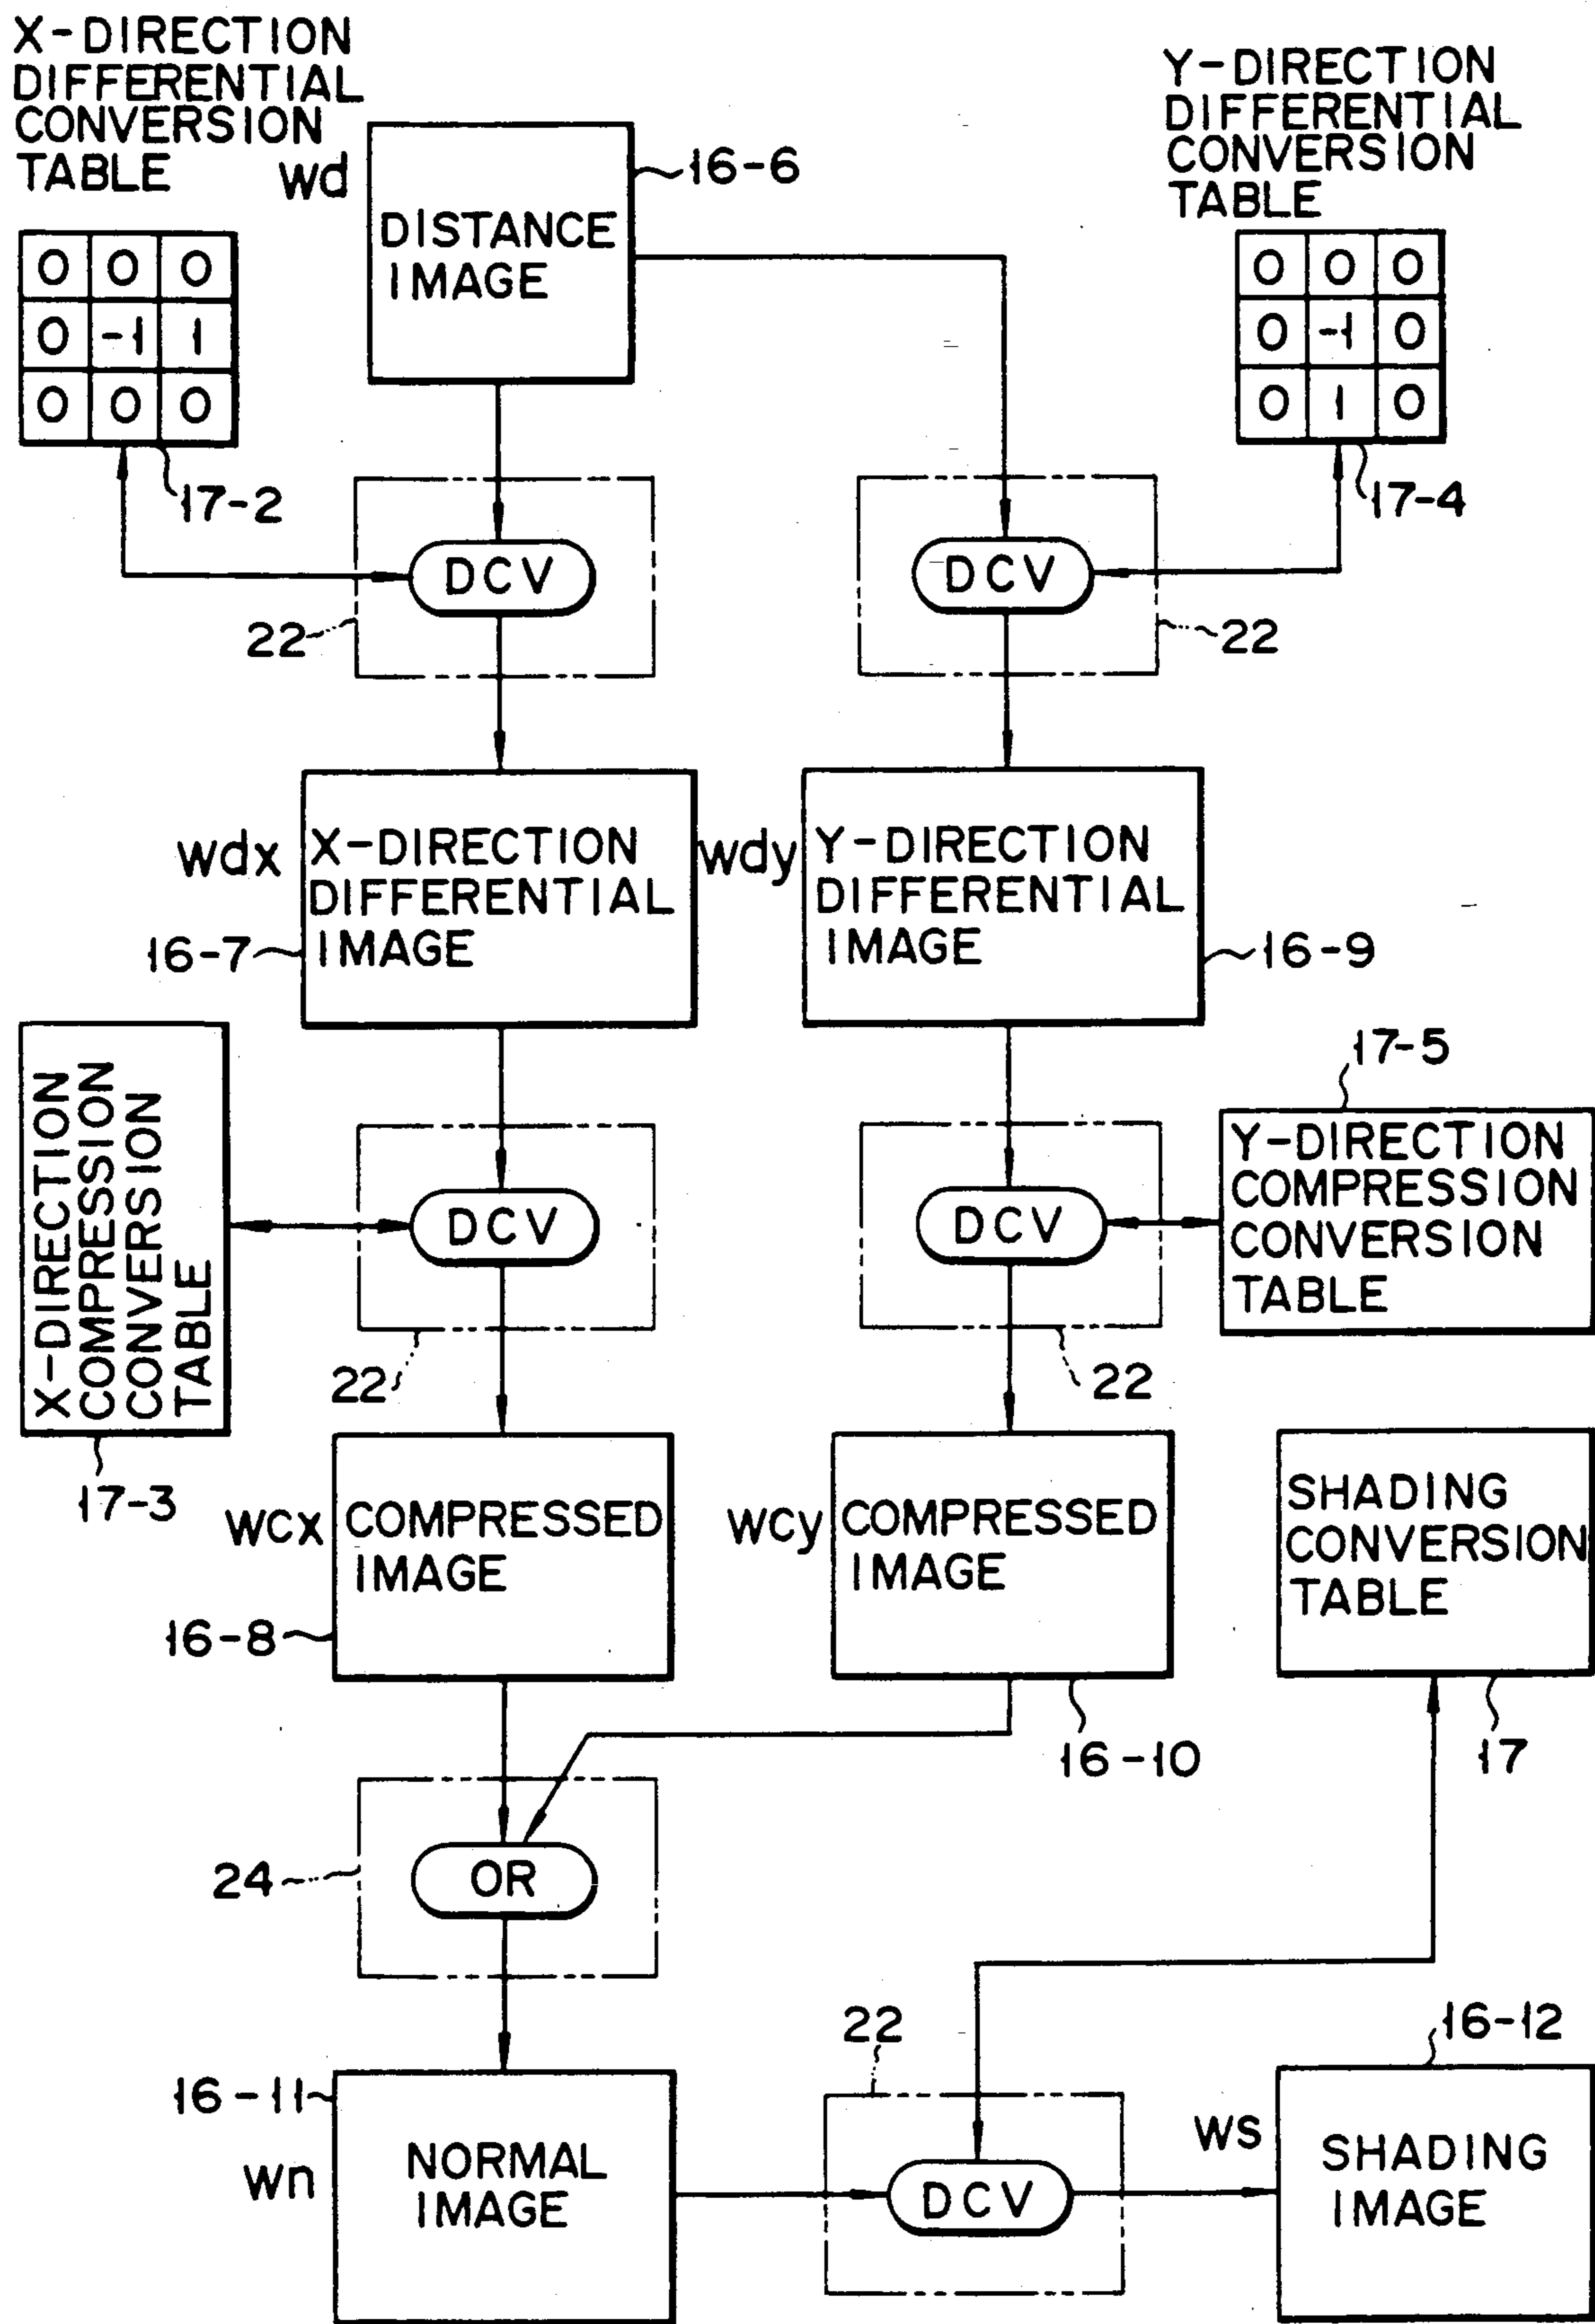 X-DIRECTION
DIFFERENTIAL
CONVERSION
TABLE
Wd
16-6
Y-DIRECTION
DIFFERENTIAL
CONVERSION
TABLE
DISTANCE
IMAGE
0 0 0
0 -1 1
0 0 0
0 0 0
0 -1 0
0 1 0
17-2
17-4
DCV
DCV
22
22
Wdx
X-DIRECTION
DIFFERENTIAL
IMAGE
16-7
Wdy
Y-DIRECTION
DIFFERENTIAL
IMAGE
16-9
X-DIRECTION
COMPRESSION
CONVERSION
TABLE
17-3
17-5
Y-DIRECTION
COMPRESSION
CONVERSION
TABLE
DCV
DCV
22
22
WCX
COMPRESSED
IMAGE
16-8
WCy
COMPRESSED
IMAGE
16-10
SHADING
CONVERSION
TABLE
17
24
OR
16-11
Wn
NORMAL
IMAGE
22
DCV
16-12
WS
SHADING
IMAGE